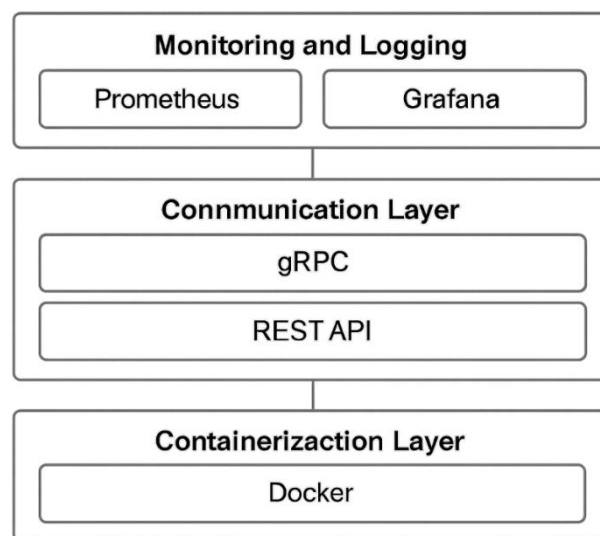 Monitoring and Logging
Prometheus
Grafana
Connmunication Layer
gRPC
REST API
Containerizaction Layer
Docker